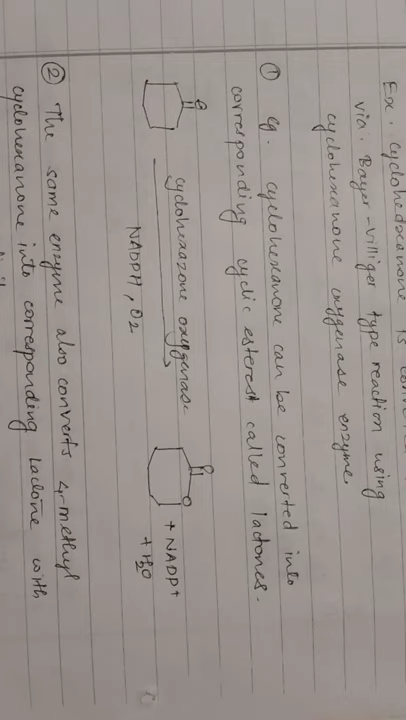 Ex. cyclohexanone is
via. Bayer-villiger type reaction using
cyclohexanone oxygenase enzyme.
① eg. cyclohexanone can be converted into
corresponding cyclic esterest called lactones.
O
cyclohexazone oxygenase
NADPH, O2
O
O
+ NADP+
+ H2O
② The same enzyme also converts 4-methyl
cyclohexanone into corresponding Lactone with